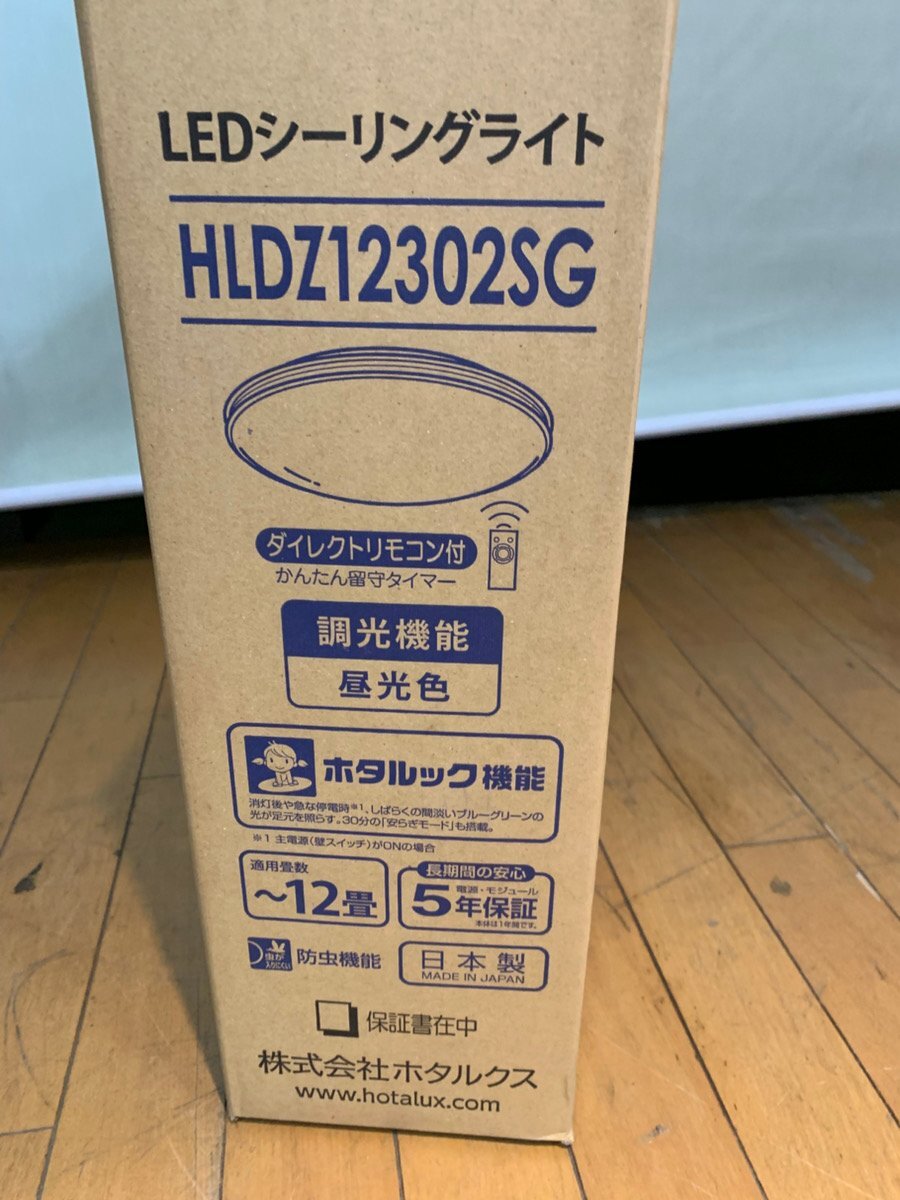 LEDシーリングライト
HLDZ12302SG
ダイレクトリモコン付
かんたん留守タイマー
調光機能
昼光色
ホタルック機能
消灯後や急な停電時※1、しばらくの間淡いブルーグリーンの
光が足元を照らす。30分の「安らぎモード」も搭載。
※1 主電源(壁スイッチ)がONの場合
適用畳数
～12畳
長期間の安心
電源・モジュール
5年保証
本体は1年間です。
虫が
入りにくい
防虫機能
日本製
MADE IN JAPAN
保証書在中
株式会社ホタルクス
www.hotalux.com